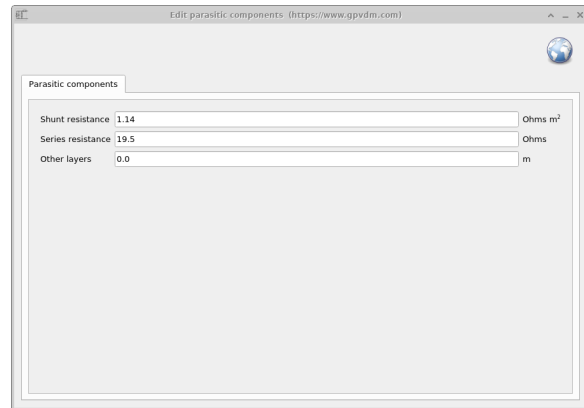 Edit parasitic components (https://www.gpvdm.com)
Parasitic components
Shunt resistance 1.14 Ohms m²
Series resistance 19.5 Ohms
Other layers 0.0 m